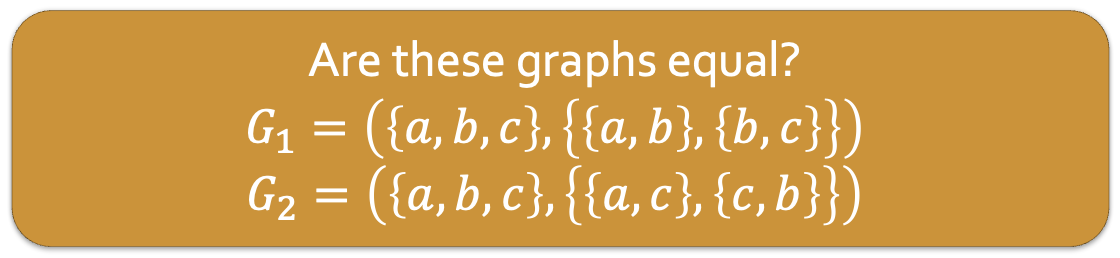 Are these graphs equal?
G₁ = ({a, b, c}, {{a, b}, {b, c}})
G₂ = ({a, b, c}, {{a, c}, {c, b}})